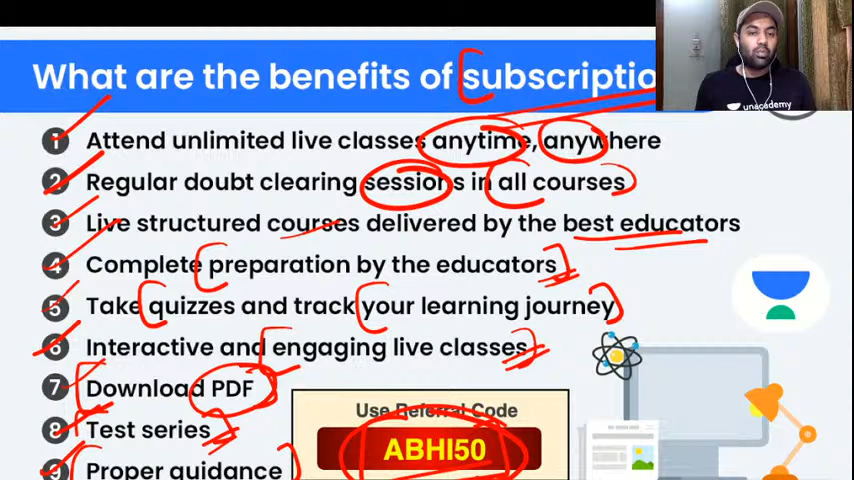 What are the benefits of subscriptio
unacademy
1 Attend unlimited live classes anytime, anywhere
2 Regular doubt clearing sessions in all courses
3 Live structured courses delivered by the best educators
4 Complete preparation by the educators
5 Take quizzes and track your learning journey
6 Interactive and engaging live classes
7 Download PDF
8 Test series
9 Proper guidance
Use Referral Code
ABHI50